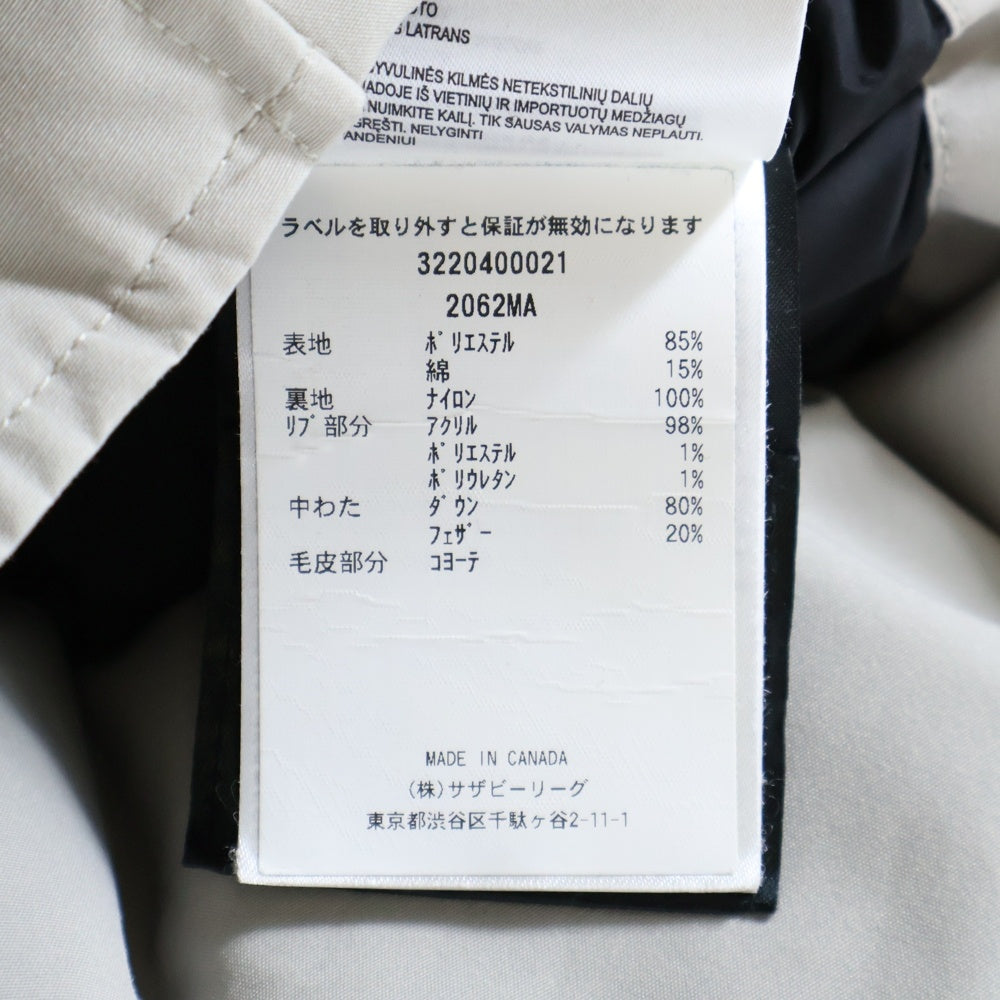 LATRANS
KILMĖS NETEKSTILINIŲ DALIŲ
IŠ VIETINIŲ IR IMPORTUOTŲ MEDŽIAGŲ
NUIMKITE KAILĮ. TIK SAUSAS VALYMAS NEPLAUTI.
NELYGINTI
ラベルを取り外すと保証が無効になります
3220400021
2062MA
表地 ポリエステル 85%
綿 15%
裏地 ナイロン 100%
リブ部分 アクリル 98%
ポリエステル 1%
ポリウレタン 1%
中わた ダウン 80%
フェザー 20%
毛皮部分 コヨーテ
MADE IN CANADA
(株)サザビーリーグ
東京都渋谷区千駄ヶ谷2-11-1